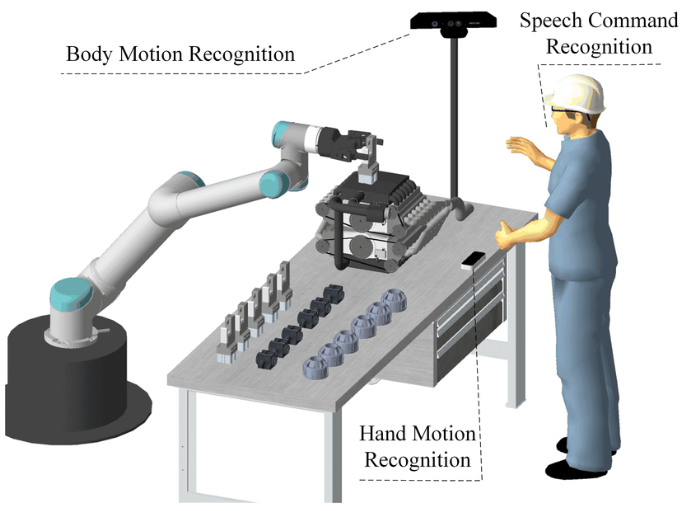 Speech Command
Recognition
Body Motion Recognition
Hand Motion
Recognition